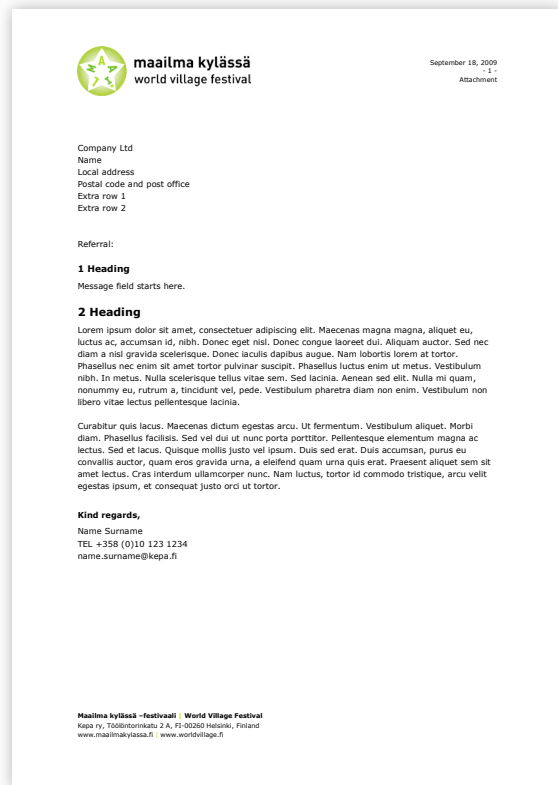 MAATIM
maailma kylässä
world village festival
September 18, 2009
- 1 -
Attachment
Company Ltd
Name
Local address
Postal code and post office
Extra row 1
Extra row 2
Referral:
1 Heading
Message field starts here.
2 Heading
Lorem ipsum dolor sit amet, consectetuer adipiscing elit. Maecenas magna magna, aliquet eu,
luctus ac, accumsan id, nibh. Donec eget nisl. Donec congue laoreet dui. Aliquam auctor. Sed nec
diam a nisl gravida scelerisque. Donec iaculis dapibus augue. Nam lobortis lorem at tortor.
Phasellus nec enim sit amet tortor pulvinar suscipit. Phasellus luctus enim ut metus. Vestibulum
nibh. In metus. Nulla scelerisque tellus vitae sem. Sed lacinia. Aenean sed elit. Nulla mi quam,
nonummy eu, rutrum a, tincidunt vel, pede. Vestibulum pharetra diam non enim. Vestibulum non
libero vitae lectus pellentesque lacinia.
Curabitur quis lacus. Maecenas dictum egestas arcu. Ut fermentum. Vestibulum aliquet. Morbi
diam. Phasellus facilisis. Sed vel dui ut nunc porta porttitor. Pellentesque elementum magna ac
lectus. Sed et lacus. Quisque mollis justo vel ipsum. Duis sed erat. Duis accumsan, purus eu
convallis auctor, quam eros gravida urna, a eleifend quam urna quis erat. Praesent aliquet sem sit
amet lectus. Cras interdum ullamcorper nunc. Nam luctus, tortor id commodo tristique, arcu velit
egestas ipsum, et consequat justo orci ut tortor.
Kind regards,
Name Surname
TEL +358 (0)10 123 1234
name.surname@kepa.fi
Maailma kylässä –festivaali | World Village Festival
Kepa ry, Töölöntorinkatu 2 A, FI-00260 Helsinki, Finland
www.maailmakylassa.fi | www.worldvillage.fi